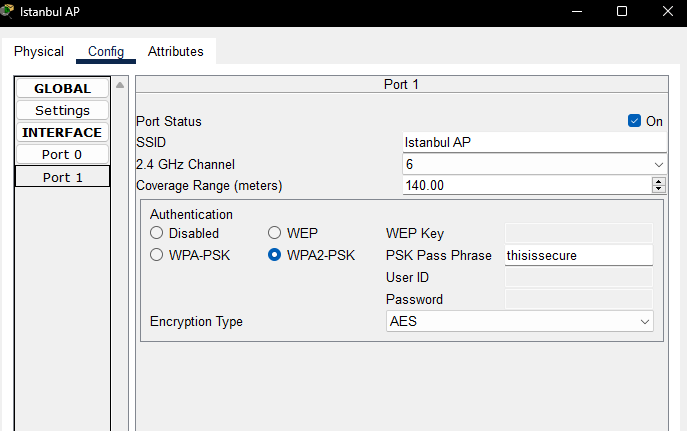 Istanbul AP
Physical Config Attributes
GLOBAL
Settings
INTERFACE
Port 0
Port 1
Port 1
Port Status On
SSID Istanbul AP
2.4 GHz Channel 6
Coverage Range (meters) 140.00
Authentication
Disabled WEP WEP Key
WPA-PSK WPA2-PSK PSK Pass Phrase thisissecure
User ID
Password
Encryption Type AES